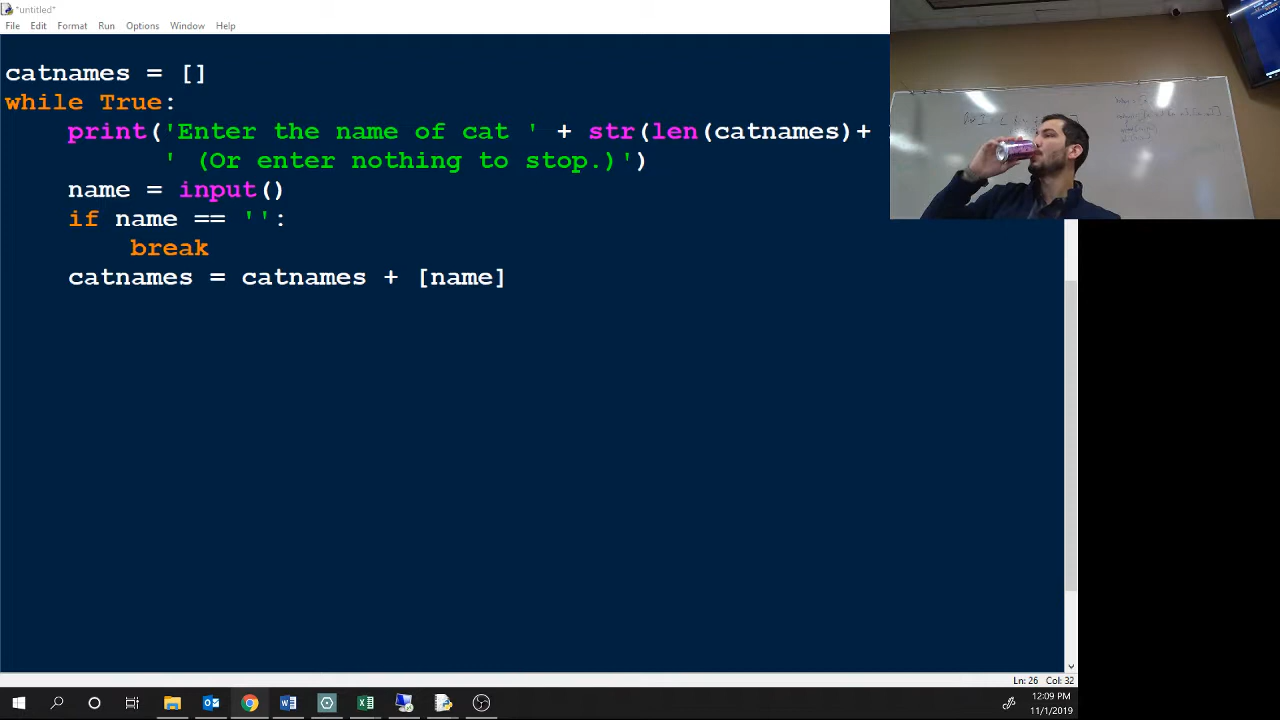 *untitled*
File Edit Format Run Options Window Help
catnames = []
while True:
print('Enter the name of cat ' + str(len(catnames)+
' (Or enter nothing to stop.)')
name = input()
if name == '':
break
catnames = catnames + [name]
Ln: 26 Col: 32
12:09 PM
11/1/2019